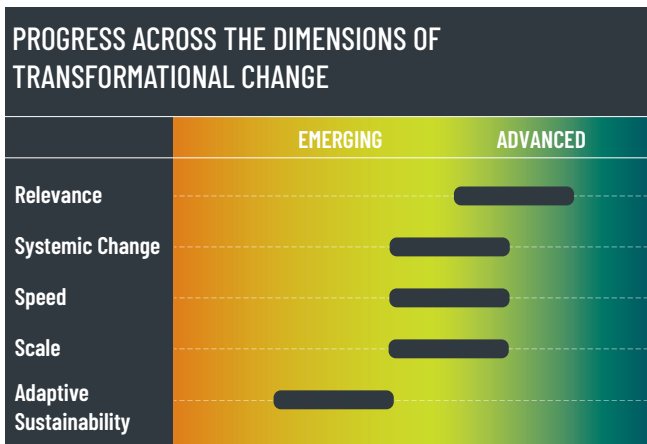 PROGRESS ACROSS THE DIMENSIONS OF
TRANSFORMATIONAL CHANGE
EMERGING ADVANCED
Relevance
Systemic Change
Speed
Scale
Adaptive
Sustainability